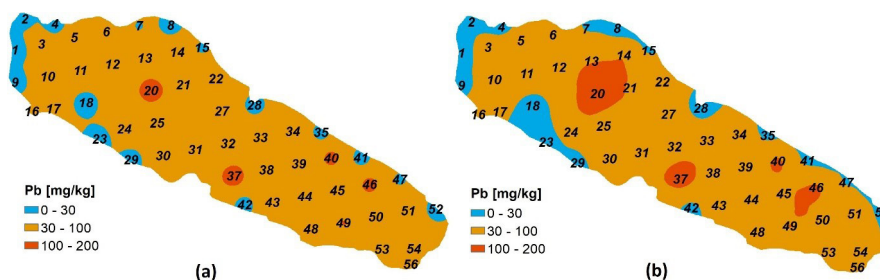 2 4 7 8
1 3 5 6 13 14 15
9 10 11 12 20 21 22
16 17 18 27 28
23 24 25 32 33 34 35
29 30 31 37 38 39 40 41
42 43 44 45 46 47
48 49 50 51 52
53 54
56
Pb [mg/kg]
0 - 30
30 - 100
100 - 200
(a)
2 4 7 8
1 3 5 6 13 14 15
9 10 11 12 20 21 22
16 17 18 27 28
23 24 25 32 33 34 35
29 30 31 37 38 39 40 41
42 43 44 45 46 47
48 49 50 51
53 54
56
Pb [mg/kg]
0 - 30
30 - 100
100 - 200
(b)